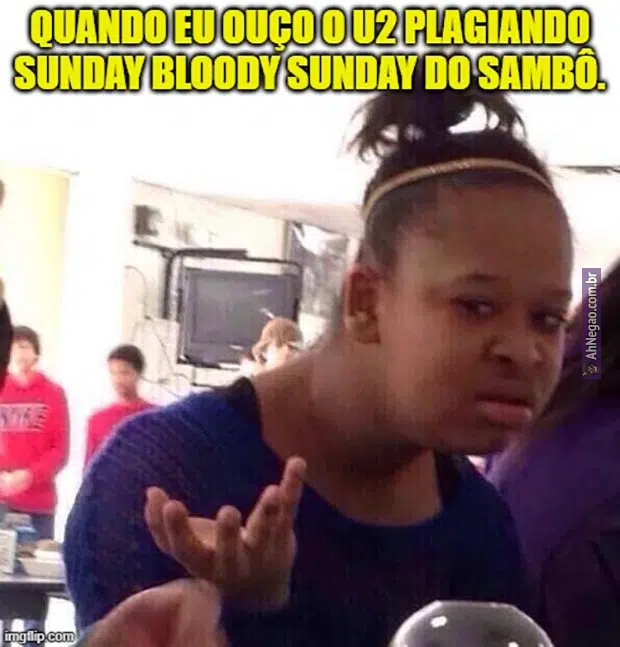 QUANDO EU OUÇO O U2 PLAGIANDO
SUNDAY BLOODY SUNDAY DO SAMBÔ.
AhNegao.com.br
imgflip.com